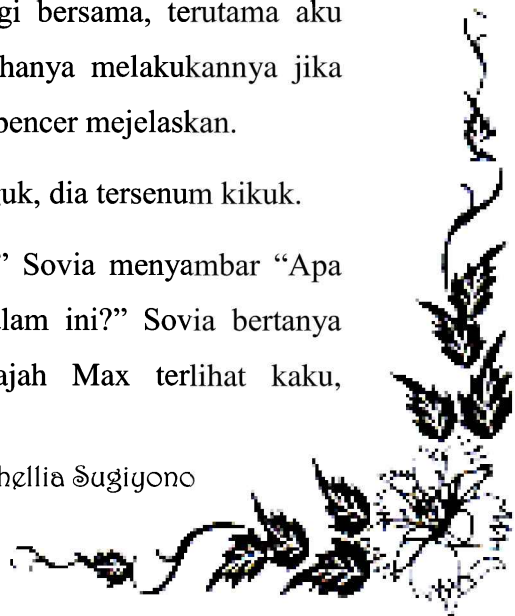 gi bersama, terutama aku
hanya melakukannya jika
pencer mejelaskan.
guk, dia tersenum kikuk.
” Sovia menyambar “Apa
lam ini?” Sovia bertanya
ajah Max terlihat kaku,
hellia Sugiyono